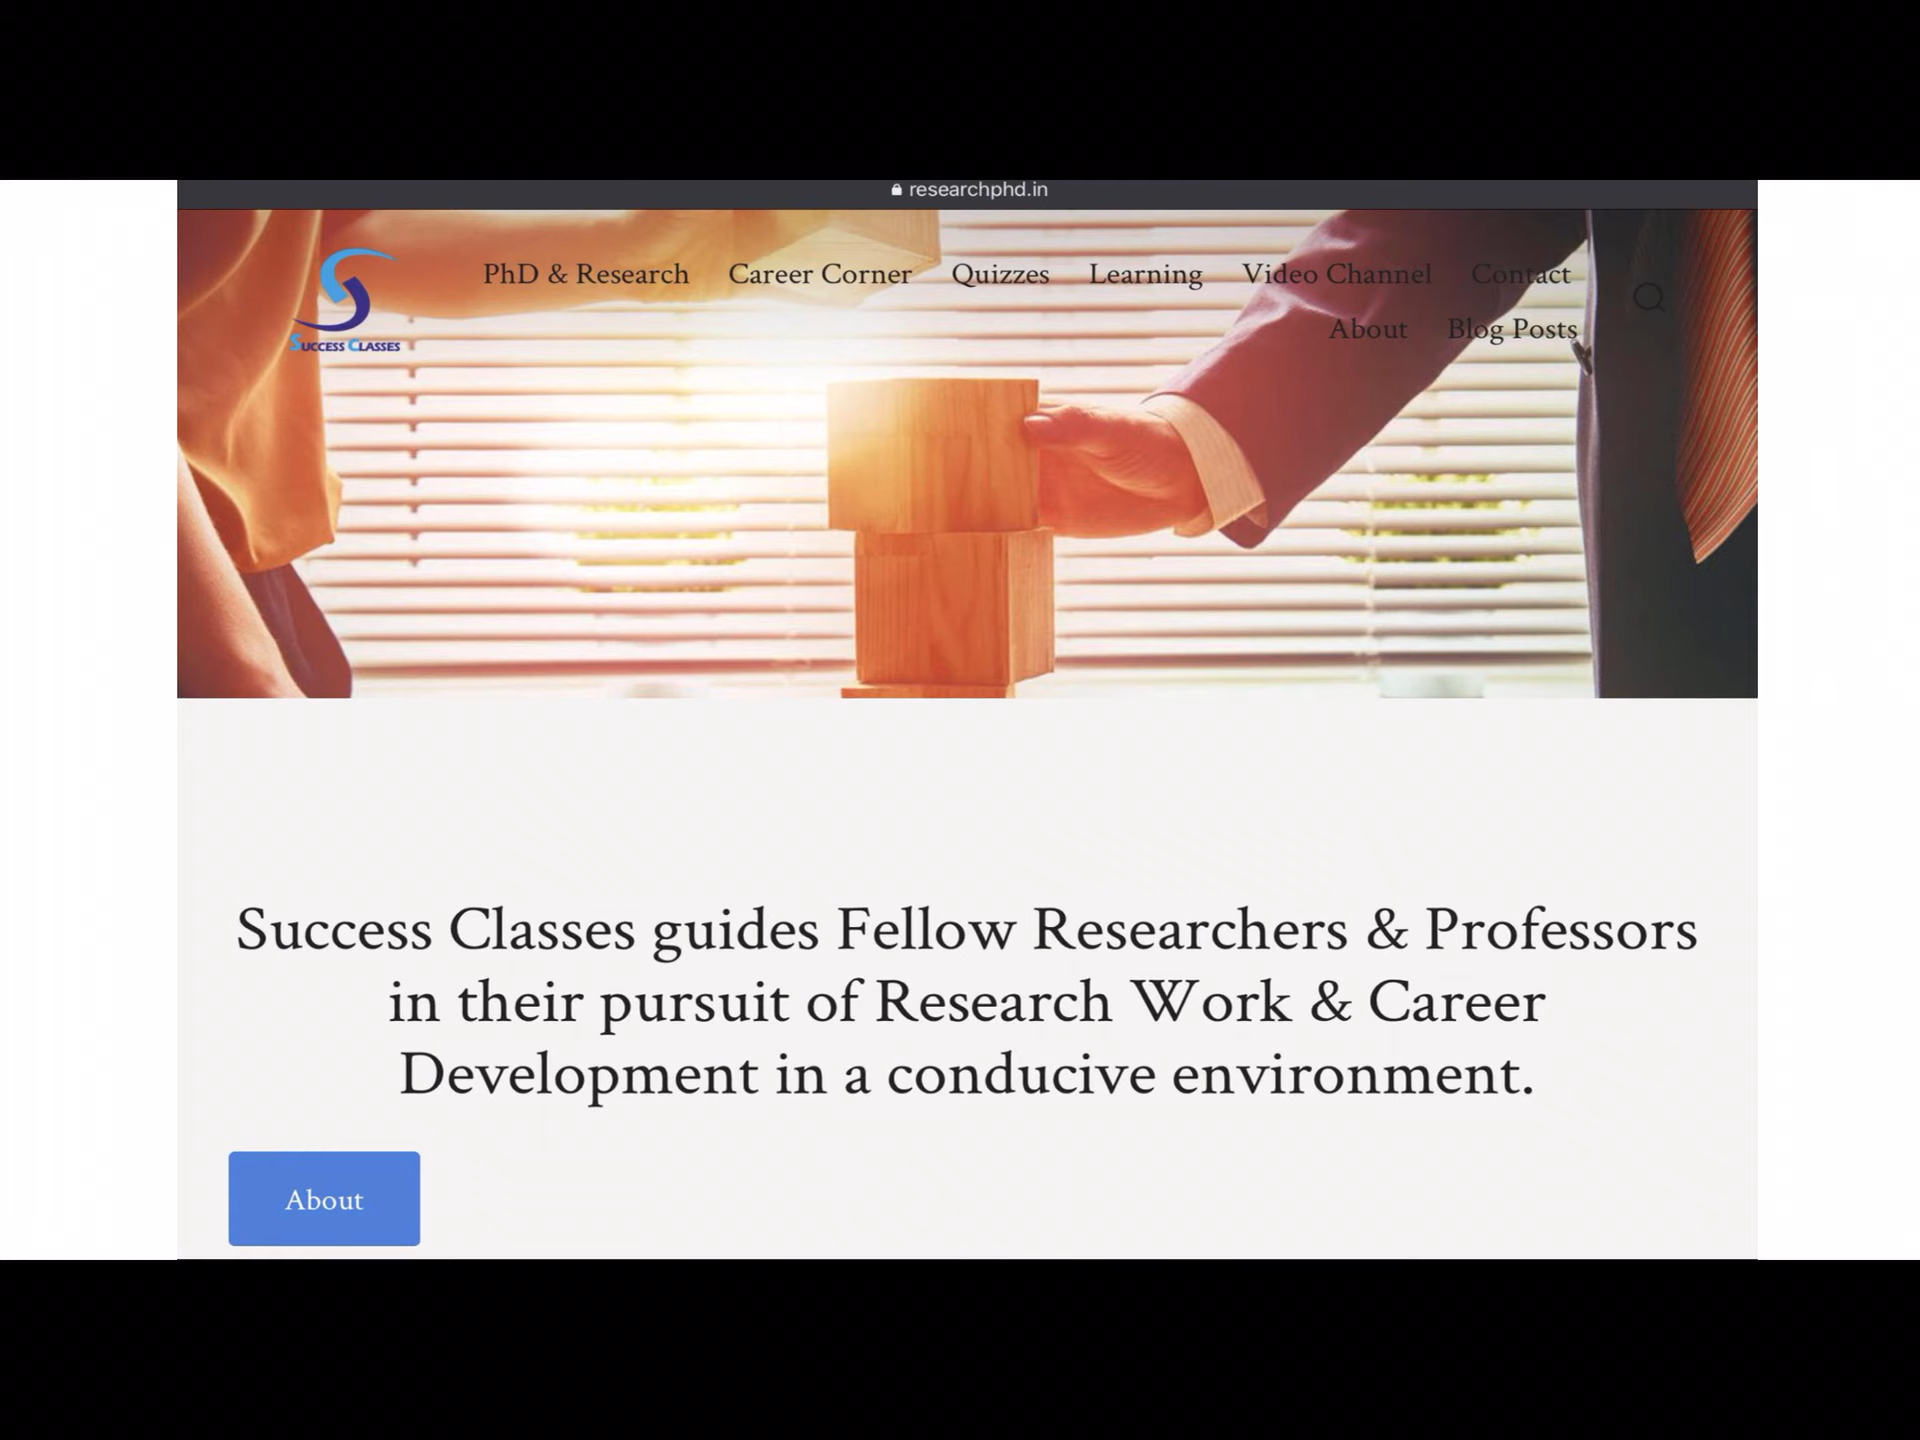 researchphd.in
PhD & Research Career Corner Quizzes Learning Video Channel Contact
About Blog Posts
SUCCESS CLASSES
Success Classes guides Fellow Researchers & Professors
in their pursuit of Research Work & Career
Development in a conducive environment.
About